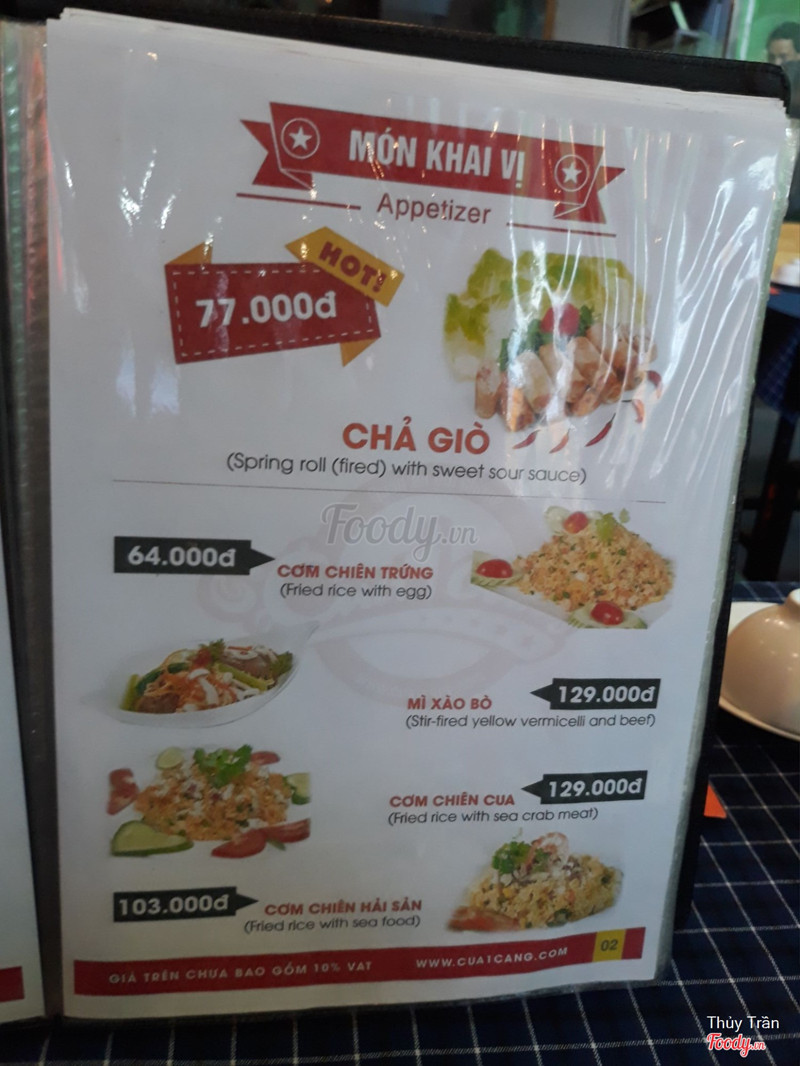 MÓN KHAI VỊ
Appetizer
HOT!
77.000đ
CHẢ GIÒ
(Spring roll (fired) with sweet sour sauce)
Foody.vn
64.000đ
CƠM CHIÊN TRỨNG
(Fried rice with egg)
MÌ XÀO BÒ
129.000đ
(Stir-fired yellow vermicelli and beef)
CƠM CHIÊN CUA
129.000đ
(Fried rice with sea crab meat)
103.000đ
CƠM CHIÊN HẢI SẢN
(Fried rice with sea food)
GIÁ TRÊN CHƯA BAO GỒM 10% VAT WWW.CUA1CANG.COM 02
Thủy Trần
Foody.vn